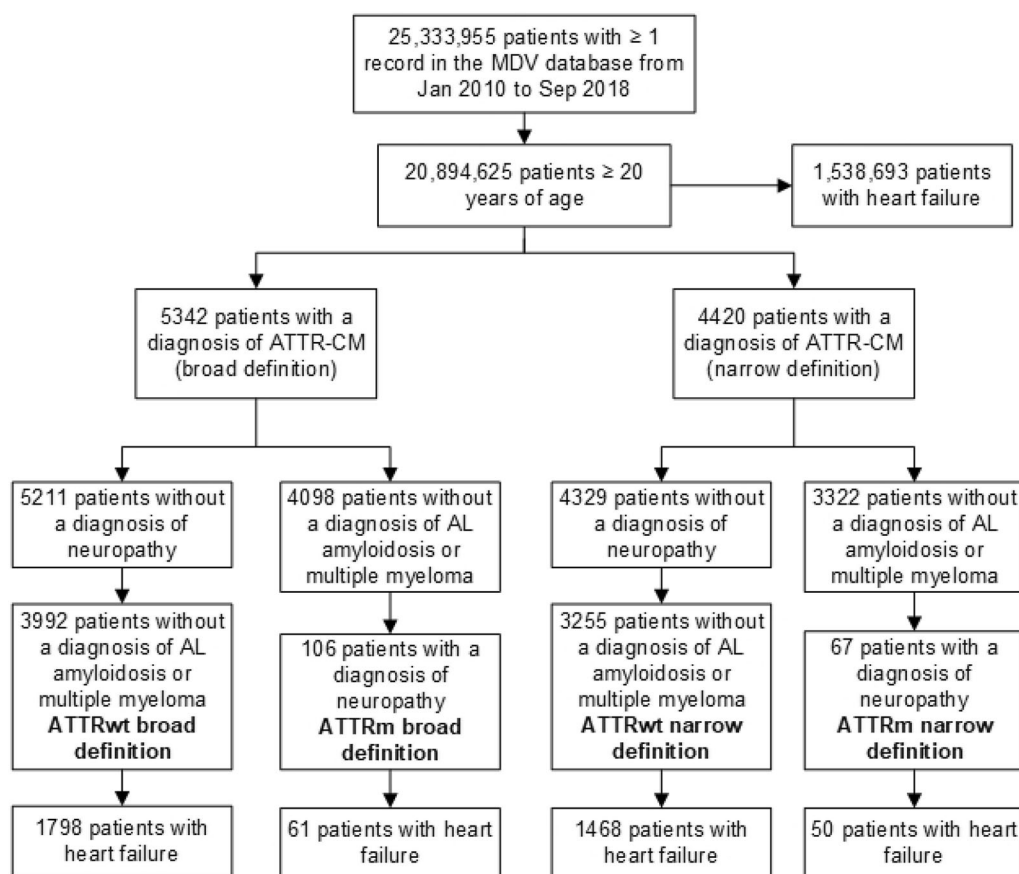 25,333,955 patients with ≥ 1
record in the MDV database from
Jan 2010 to Sep 2018
20,894,625 patients ≥ 20
years of age
1,538,693 patients
with heart failure
5342 patients with a
diagnosis of ATTR-CM
(broad definition)
4420 patients with a
diagnosis of ATTR-CM
(narrow definition)
5211 patients without
a diagnosis of
neuropathy
4098 patients without
a diagnosis of AL
amyloidosis or
multiple myeloma
4329 patients without
a diagnosis of
neuropathy
3322 patients without
a diagnosis of AL
amyloidosis or
multiple myeloma
3992 patients without
a diagnosis of AL
amyloidosis or
multiple myeloma
ATTRwt broad
definition
106 patients with a
diagnosis of
neuropathy
ATTRm broad
definition
3255 patients without
a diagnosis of AL
amyloidosis or
multiple myeloma
ATTRwt narrow
definition
67 patients with a
diagnosis of
neuropathy
ATTRm narrow
definition
1798 patients with
heart failure
61 patients with heart
failure
1468 patients with
heart failure
50 patients with heart
failure